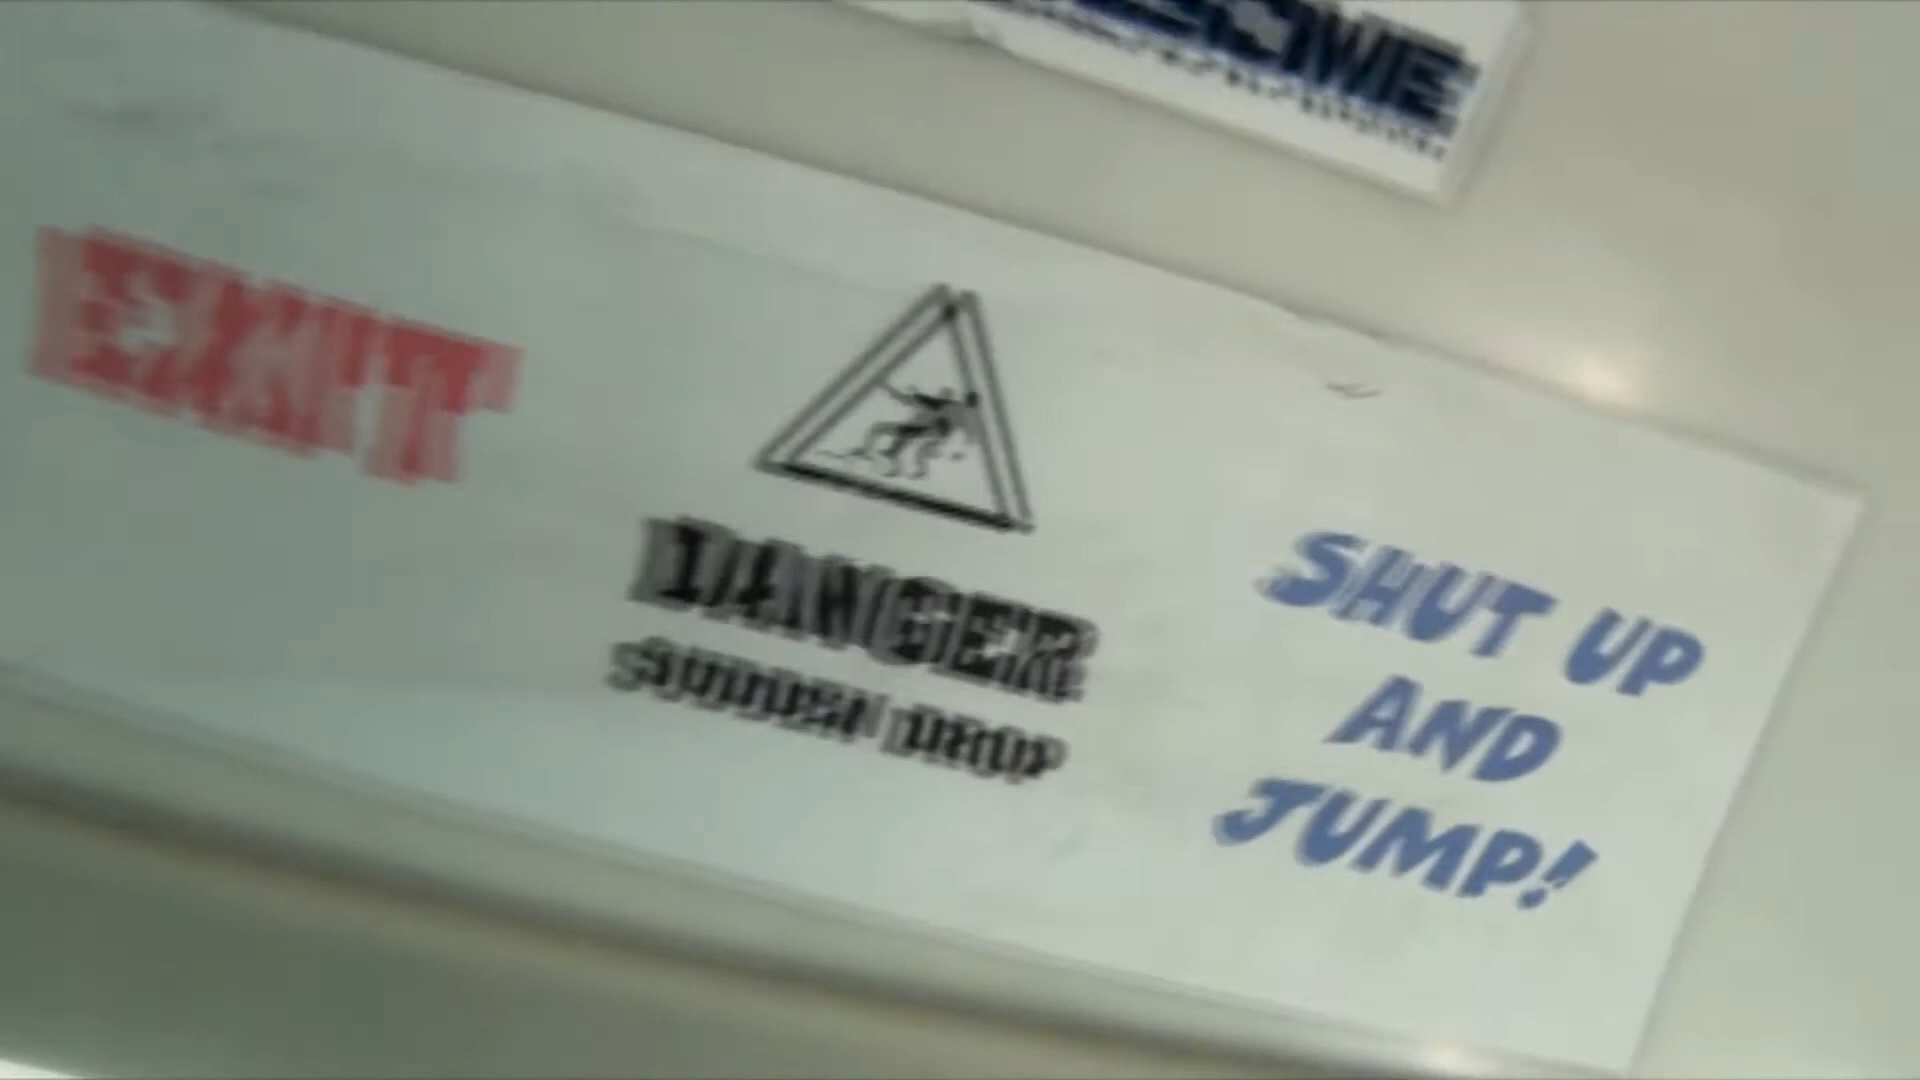 EXIT
DANGER
SUDDEN DROP
SHUT UP
AND
JUMP!